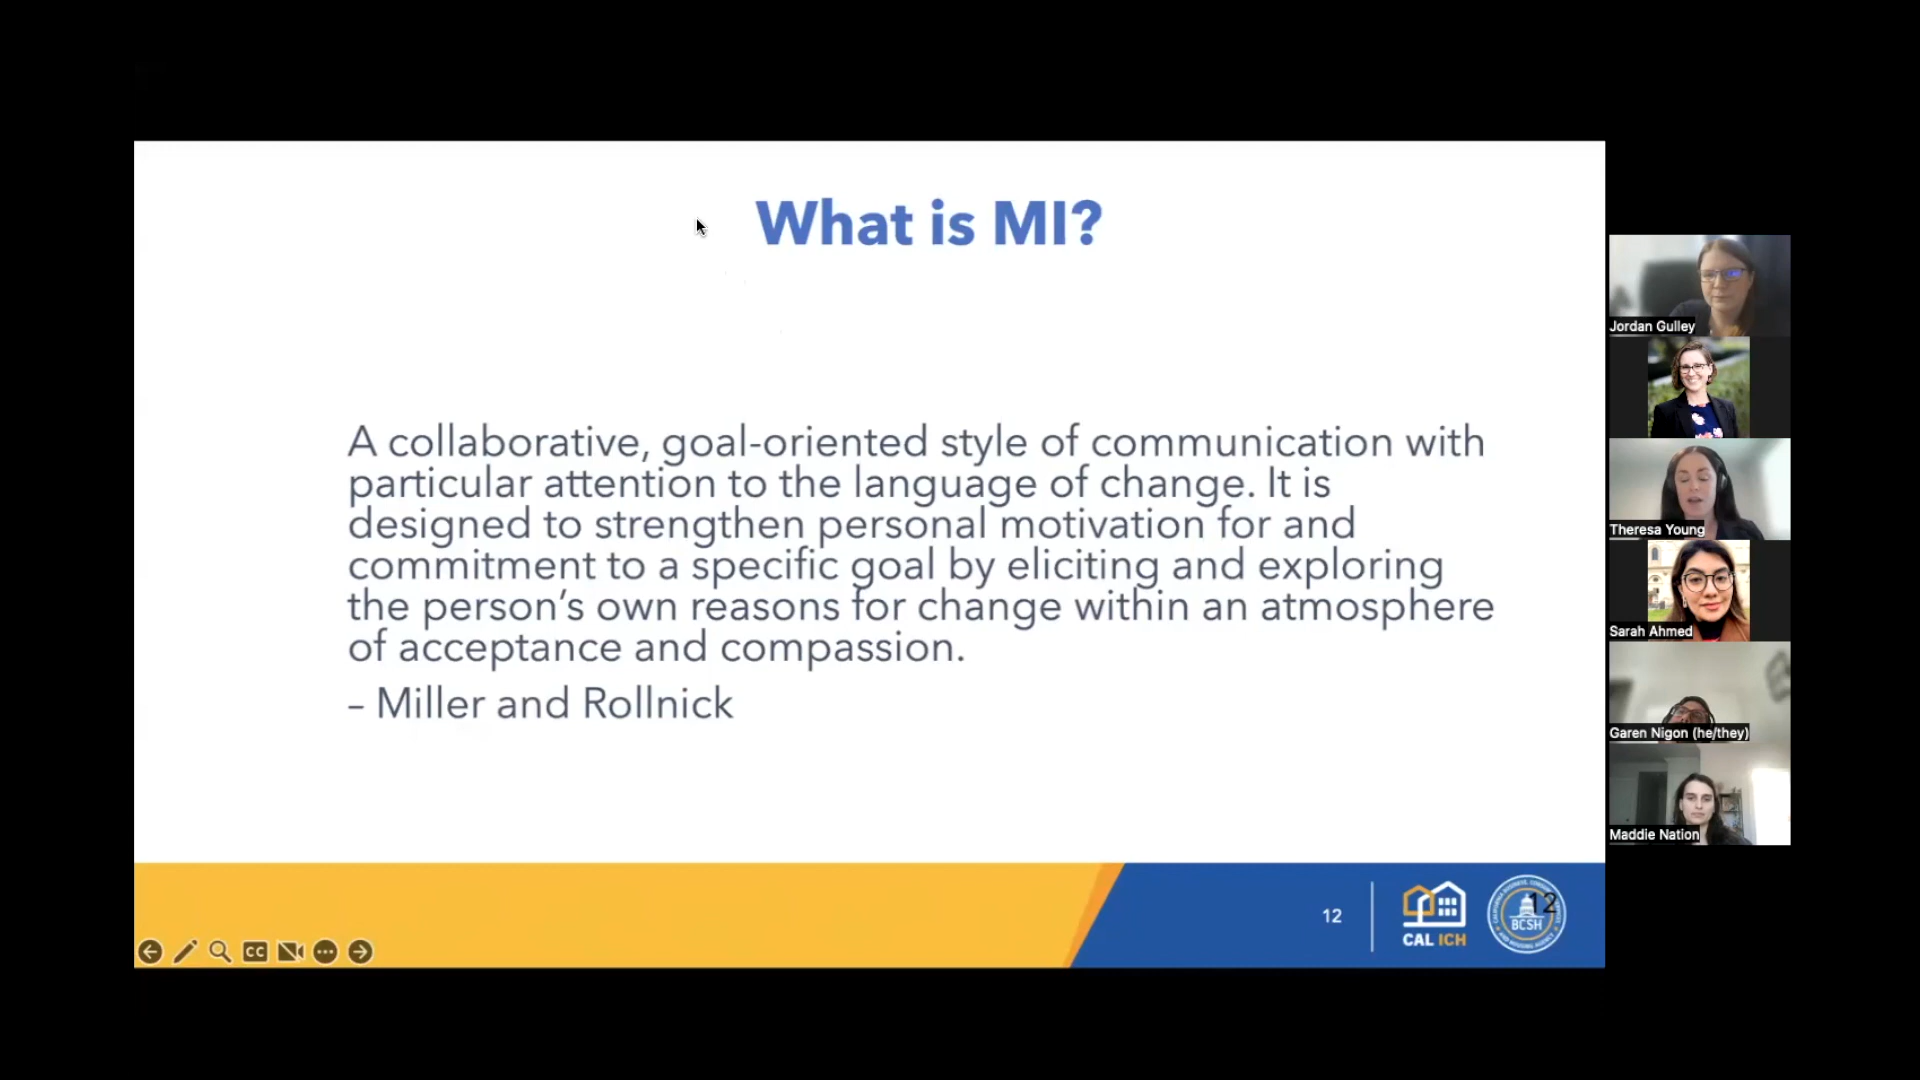 What is MI?
A collaborative, goal-oriented style of communication with
particular attention to the language of change. It is
designed to strengthen personal motivation for and
commitment to a specific goal by eliciting and exploring
the person’s own reasons for change within an atmosphere
of acceptance and compassion.
– Miller and Rollnick
Jordan Gulley
Theresa Young
Sarah Ahmed
Garen Nigon (he/they)
Maddie Nation
CC
12
CAL ICH
12
BCSH